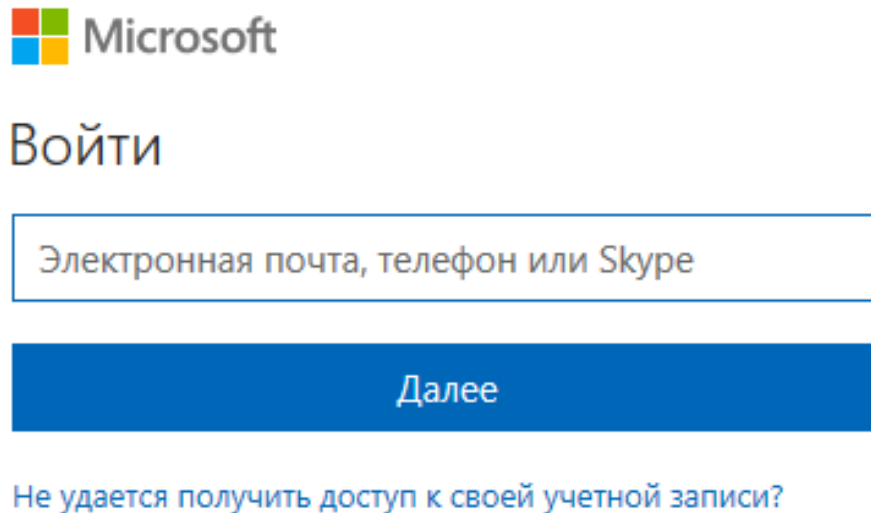 Microsoft
Войти
Электронная почта, телефон или Skype
Далее
Не удается получить доступ к своей учетной записи?